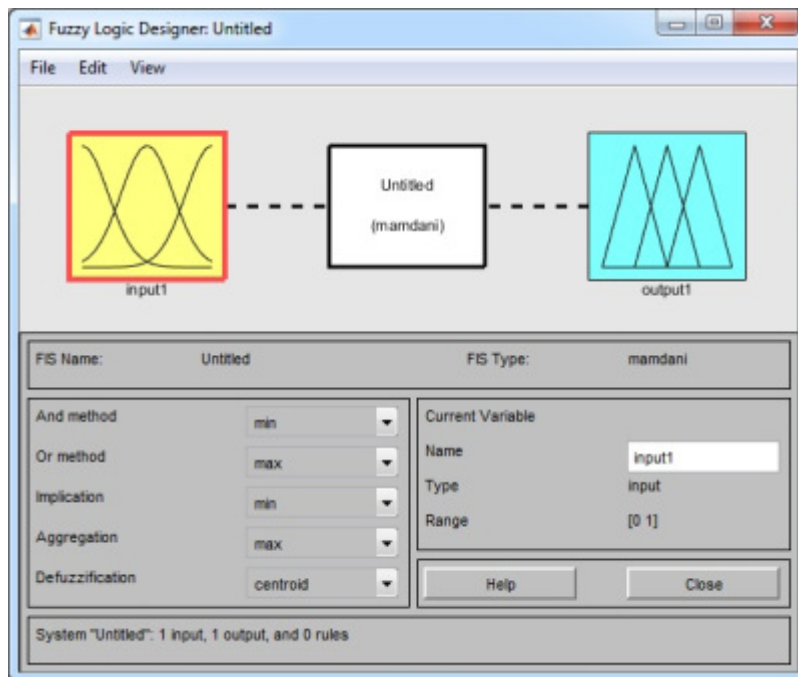 Fuzzy Logic Designer: Untitled
File Edit View
Untitled
(mamdani)
input1
output1
FIS Name: Untitled FIS Type: mamdani
And method min
Or method max
Implication min
Aggregation max
Defuzzification centroid
Current Variable
Name input1
Type input
Range [0 1]
Help Close
System "Untitled": 1 input, 1 output, and 0 rules